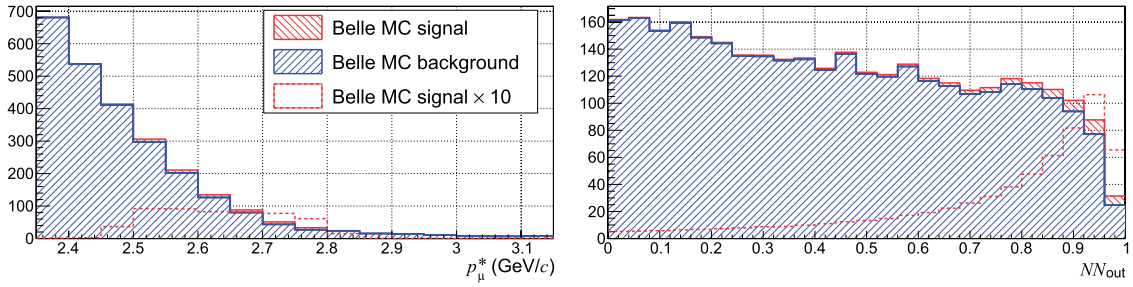 700
600
500
400
300
200
100
0
Belle MC signal
Belle MC background
Belle MC signal × 10
2.4 2.5 2.6 2.7 2.8 2.9 3 3.1
p*μ (GeV/c)
160
140
120
100
80
60
40
20
0
0 0.1 0.2 0.3 0.4 0.5 0.6 0.7 0.8 0.9 1
NNout